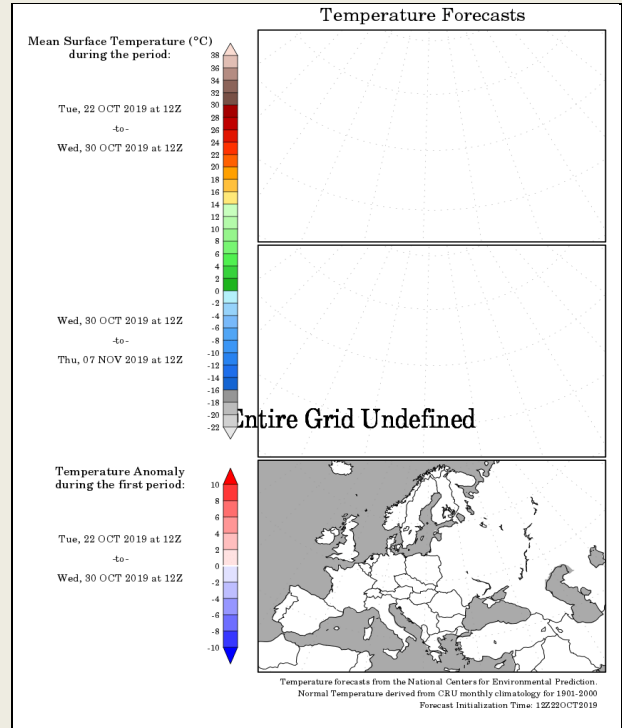 Temperature Forecasts
Mean Surface Temperature (°C)
during the period:
Tue, 22 OCT 2019 at 12Z
-to-
Wed, 30 OCT 2019 at 12Z
38
36
34
32
30
28
26
24
22
20
18
16
14
12
10
8
6
4
2
0
-2
-4
-6
-8
-10
-12
-14
-16
-18
-20
-22
Wed, 30 OCT 2019 at 12Z
-to-
Thu, 07 NOV 2019 at 12Z
Entire Grid Undefined
Temperature Anomaly
during the first period:
Tue, 22 OCT 2019 at 12Z
-to-
Wed, 30 OCT 2019 at 12Z
10
8
6
4
2
0
-2
-4
-6
-8
-10
Temperature forecasts from the National Centers for Environmental Prediction.
Normal Temperature derived from CRU monthly climatology for 1901-2000
Forecast Initialization Time: 12Z22OCT2019